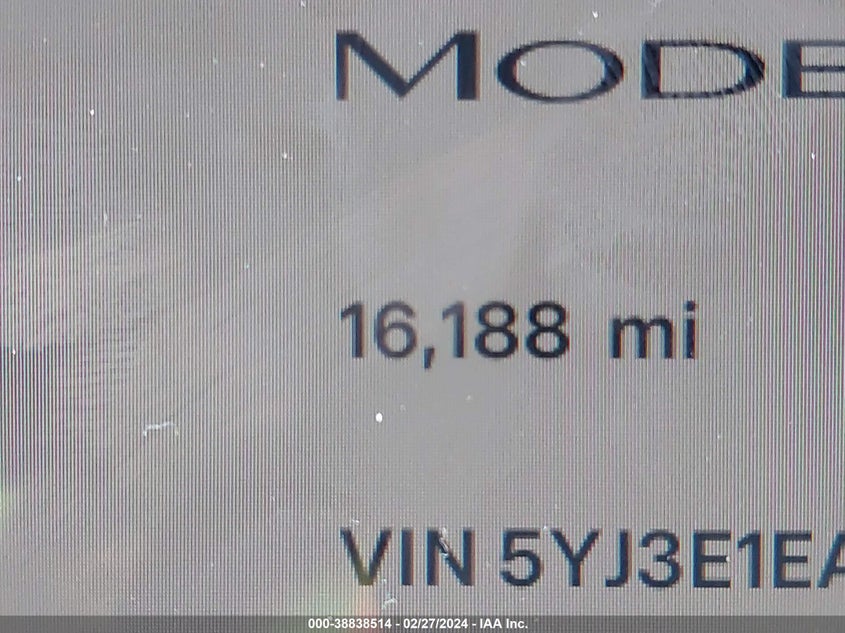 MODE
16,188 mi
VIN 5YJ3E1EA
000-38838514 - 02/27/2024 - IAA Inc.